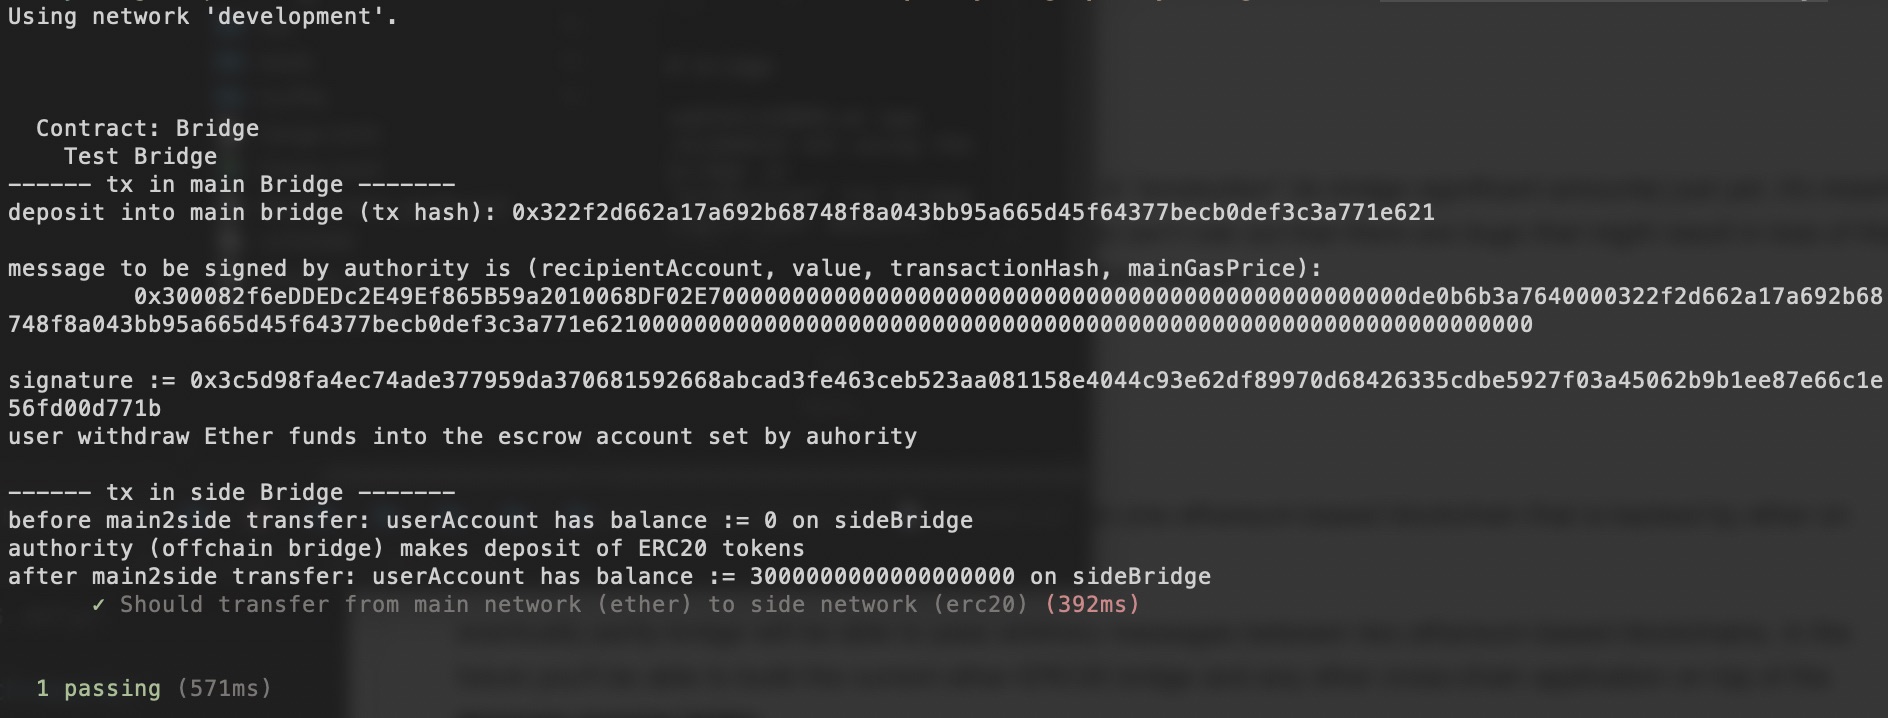 Using network 'development'.
Contract: Bridge
Test Bridge
------ tx in main Bridge -------
deposit into main bridge (tx hash): 0x322f2d662a17a692b68748f8a043bb95a665d45f64377becb0def3c3a771e621
message to be signed by authority is (recipientAccount, value, transactionHash, mainGasPrice):
0x300082f6eDDEDc2E49Ef865B59a2010068DF02E7000000000000000000000000000000000000000000000000de0b6b3a7640000322f2d662a17a692b68
748f8a043bb95a665d45f64377becb0def3c3a771e6210000000000000000000000000000000000000000000000000000000000000000
signature := 0x3c5d98fa4ec74ade377959da370681592668abcad3fe463ceb523aa081158e4044c93e62df89970d68426335cdbe5927f03a45062b9b1ee87e66c1e
56fd00d771b
user withdraw Ether funds into the escrow account set by auhority
------ tx in side Bridge -------
before main2side transfer: userAccount has balance := 0 on sideBridge
authority (offchain bridge) makes deposit of ERC20 tokens
after main2side transfer: userAccount has balance := 3000000000000000000 on sideBridge
✓ Should transfer from main network (ether) to side network (erc20) (392ms)
1 passing (571ms)